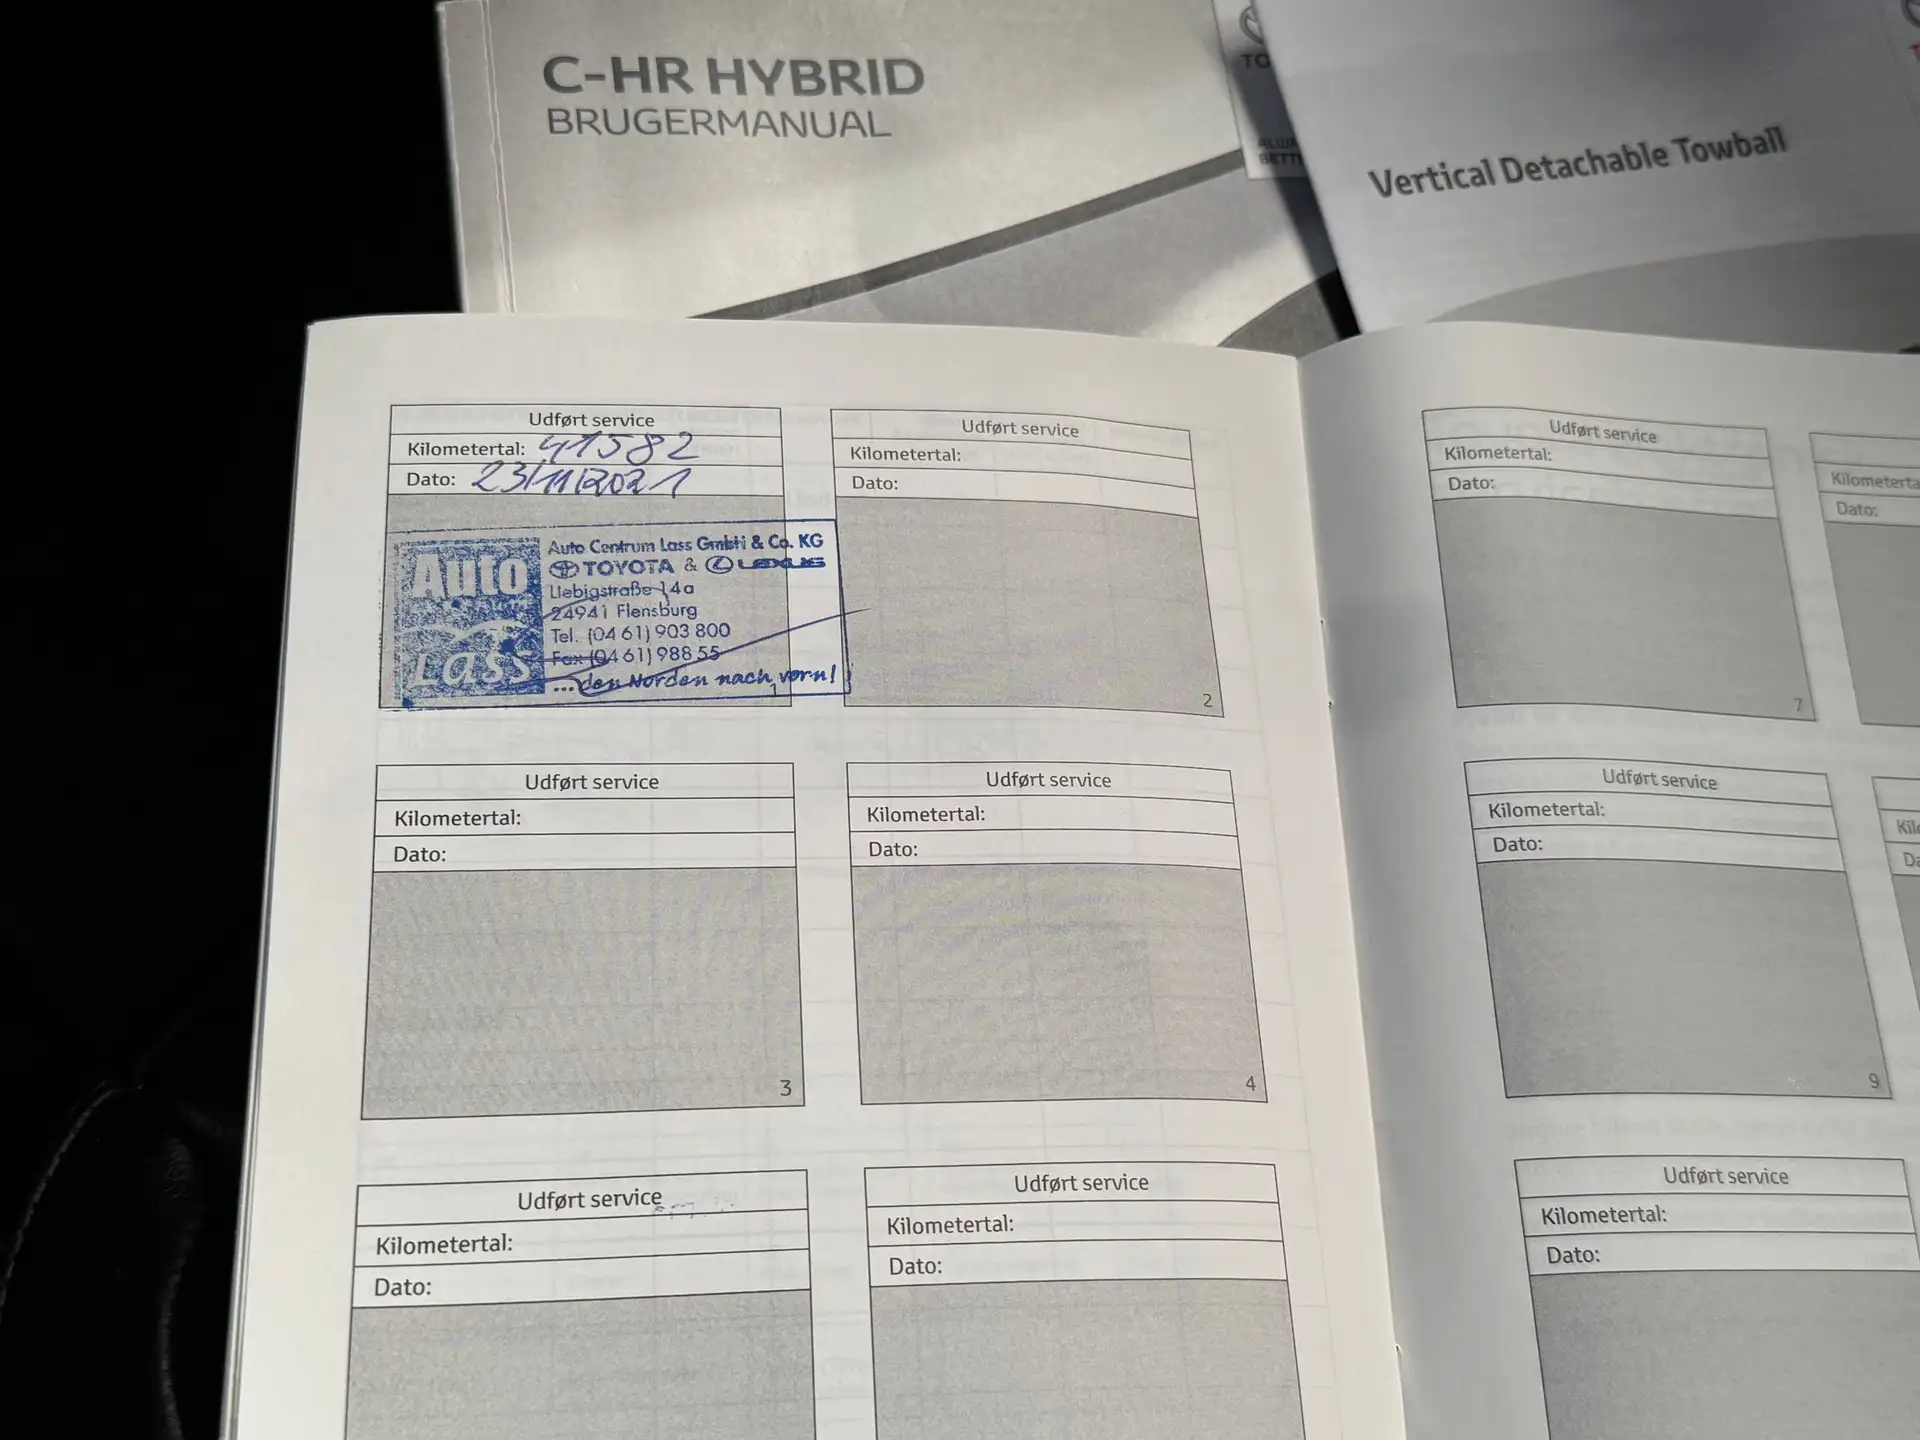 C-HR HYBRID
BRUGERMANUAL
Vertical Detachable Towball
Udført service
Kilometertal: 41582
Dato: 23/11/2021
Auto
Lass
Auto Centrum Lass GmbH & Co. KG
TOYOTA & LEXUS
Liebigstraße 14a
24941 Flensburg
Tel. (04 61) 903 800
Fax (04 61) 988 55
...den Norden nach vorn!
1
Udført service
Kilometertal:
Dato:
2
Udført service
Kilometertal:
Dato:
3
Udført service
Kilometertal:
Dato:
4
Udført service
Kilometertal:
Dato:
Udført service
Kilometertal:
Dato:
Udført service
Kilometertal:
Dato:
7
Kilometerta
Dato:
Udført service
Kilometertal:
Dato:
9
Kil
Da
Udført service
Kilometertal:
Dato: